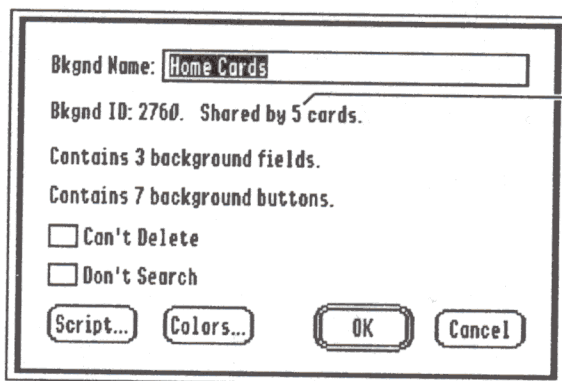 Bkgnd Name: Home Cards
Bkgnd ID: 2760. Shared by 5 cards.
Contains 3 background fields.
Contains 7 background buttons.
Can't Delete
Don't Search
Script... Colors... OK Cancel